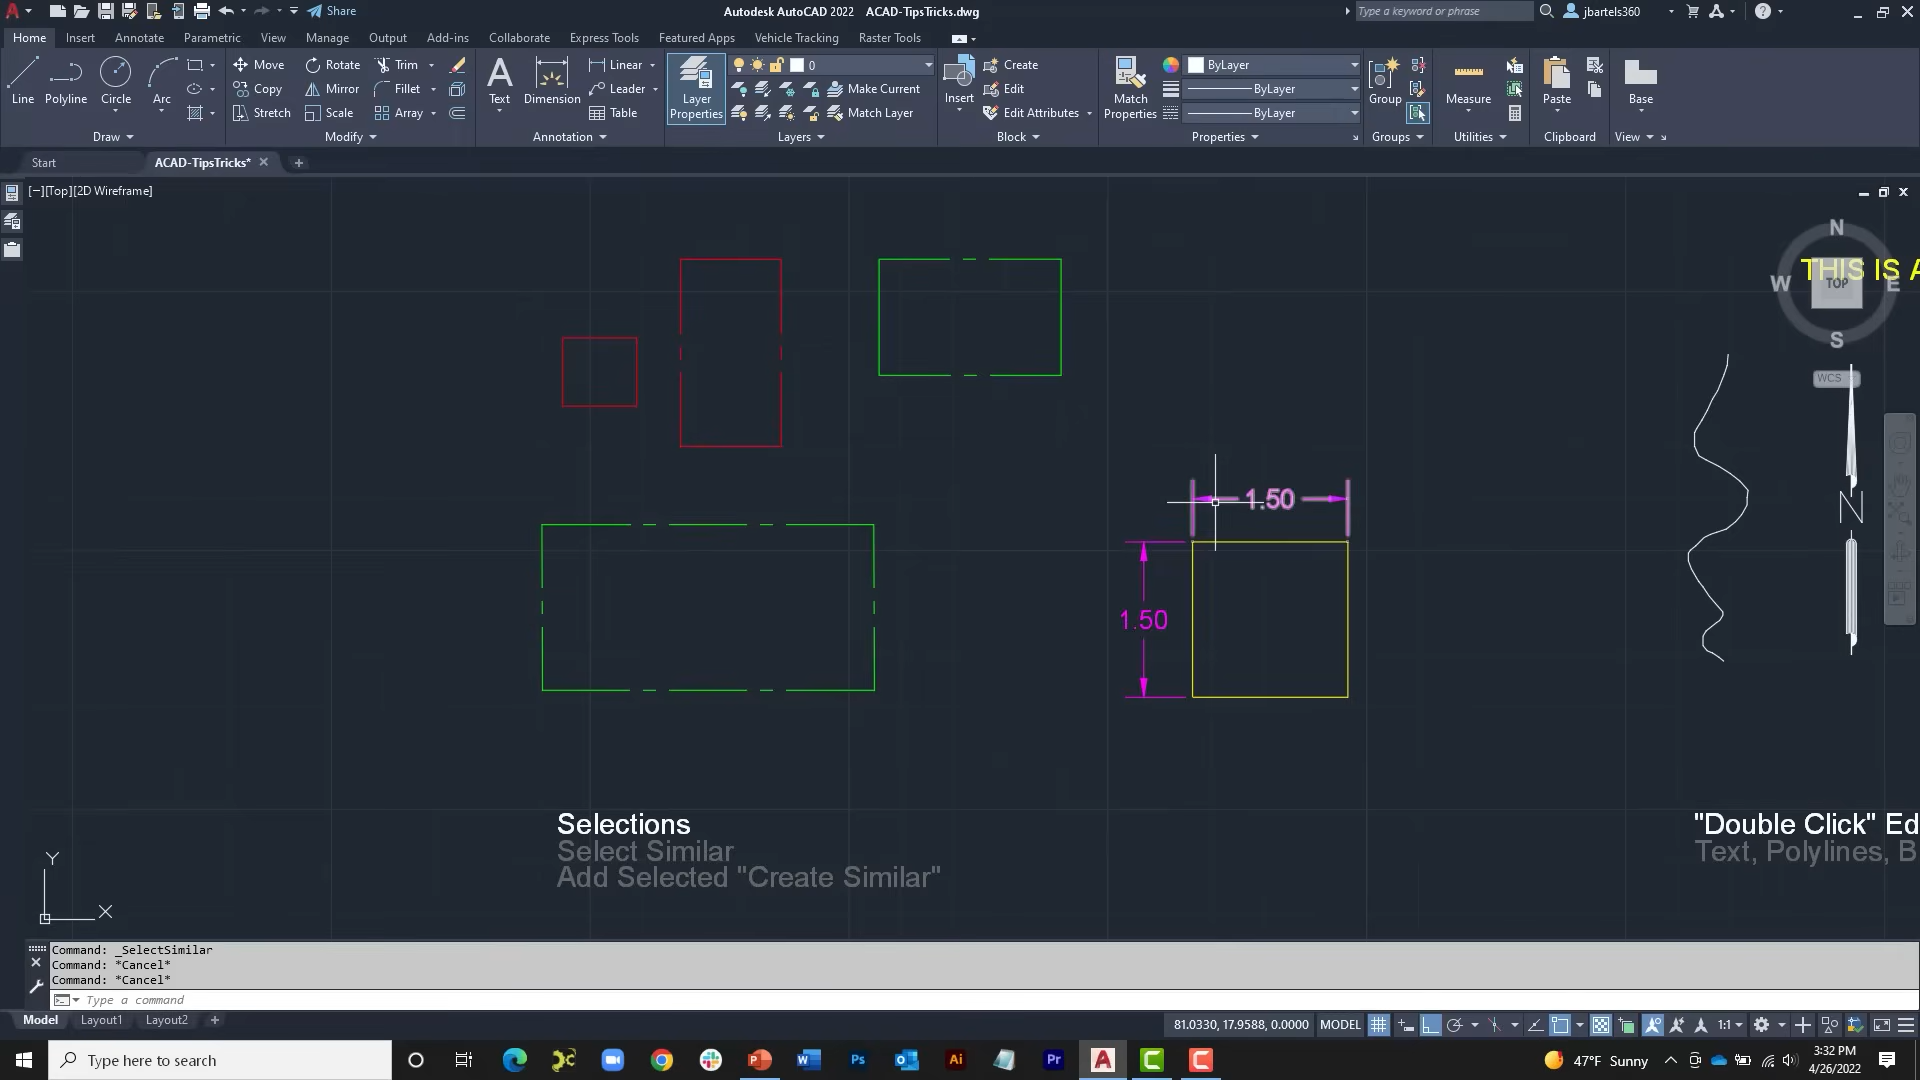 Share
Autodesk AutoCAD 2022 ACAD-TipsTricks.dwg
Type a keyword or phrase
jbartels360
Home Insert Annotate Parametric View Manage Output Add-ins Collaborate Express Tools Featured Apps Vehicle Tracking Raster Tools
Line Polyline Circle Arc
Draw
Move Rotate Trim
Copy Mirror Fillet
Stretch Scale Array
Modify
Text Dimension
Linear
Leader
Table
Annotation
Layer Properties
0
Make Current
Match Layer
Layers
Insert
Create
Edit
Edit Attributes
Block
Match Properties
ByLayer
ByLayer
ByLayer
Properties
Group
Groups
Measure
Utilities
Paste
Clipboard
Base
View
Start ACAD-TipsTricks*
[−][Top][2D Wireframe]
N
THIS IS A
W TOP E
S
WCS
1.50
N
1.50
Selections
Select Similar
Add Selected "Create Similar"
"Double Click" Ed
Text, Polylines, B
Y
X
Command: _SelectSimilar
Command: *Cancel*
Command: *Cancel*
Type a command
Model Layout1 Layout2
81.0330, 17.9588, 0.0000 MODEL 1:1
Type here to search
47°F Sunny
3:32 PM
4/26/2022